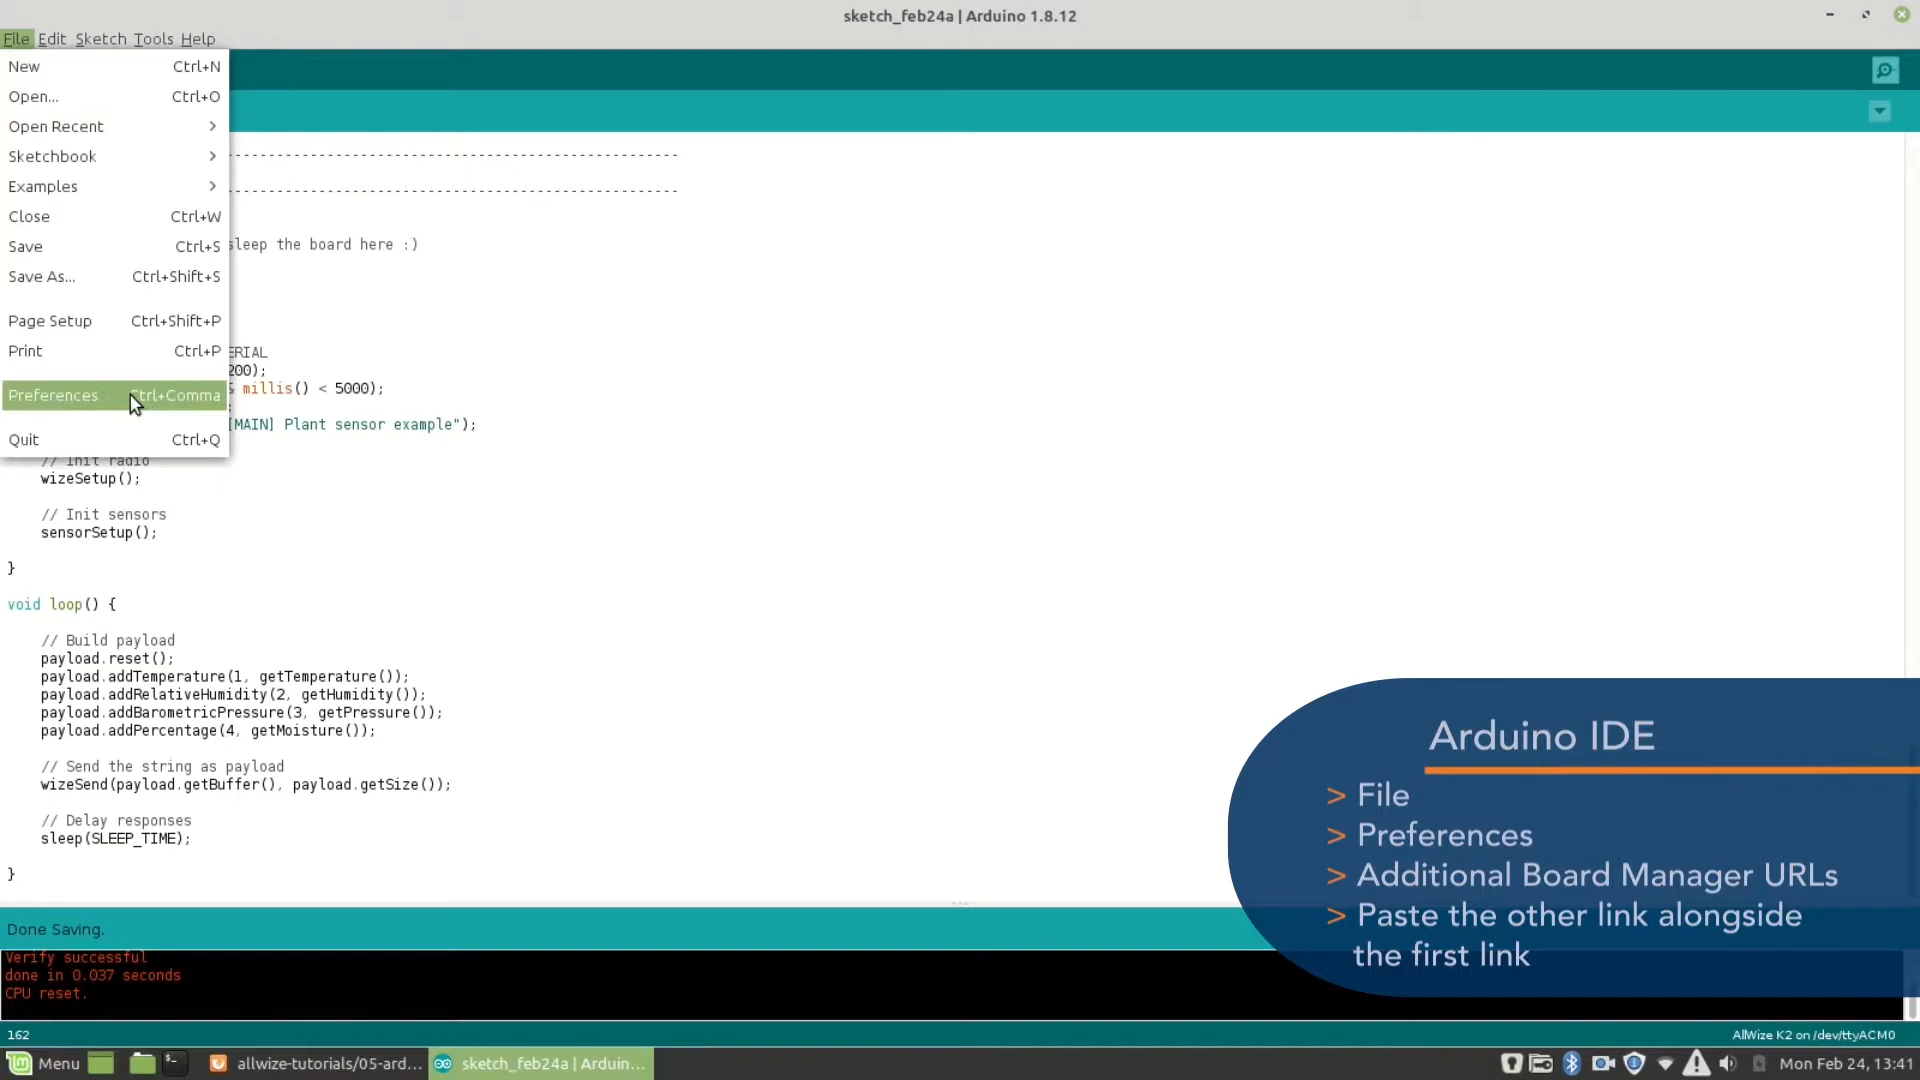 sketch_feb24a | Arduino 1.8.12
File Edit Sketch Tools Help
New Ctrl+N
Open... Ctrl+O
Open Recent
Sketchbook
Examples
Close Ctrl+W
Save Ctrl+S
Save As... Ctrl+Shift+S
Page Setup Ctrl+Shift+P
Print Ctrl+P
Preferences Ctrl+Comma
Quit Ctrl+Q
--------------------------------------------------------
--------------------------------------------------------
sleep the board here :)
ERIAL
200);
& millis() < 5000);
;
[MAIN] Plant sensor example");
// Init radio
wizeSetup();
// Init sensors
sensorSetup();
}
void loop() {
// Build payload
payload.reset();
payload.addTemperature(1, getTemperature());
payload.addRelativeHumidity(2, getHumidity());
payload.addBarometricPressure(3, getPressure());
payload.addPercentage(4, getMoisture());
// Send the string as payload
wizeSend(payload.getBuffer(), payload.getSize());
// Delay responses
sleep(SLEEP_TIME);
}
Arduino IDE
> File
> Preferences
> Additional Board Manager URLs
> Paste the other link alongside
the first link
Done Saving.
Verify successful
done in 0.037 seconds
CPU reset.
162
AllWize K2 on /dev/ttyACM0
Menu
allwize-tutorials/05-ard...
sketch_feb24a | Arduin...
Mon Feb 24, 13:41